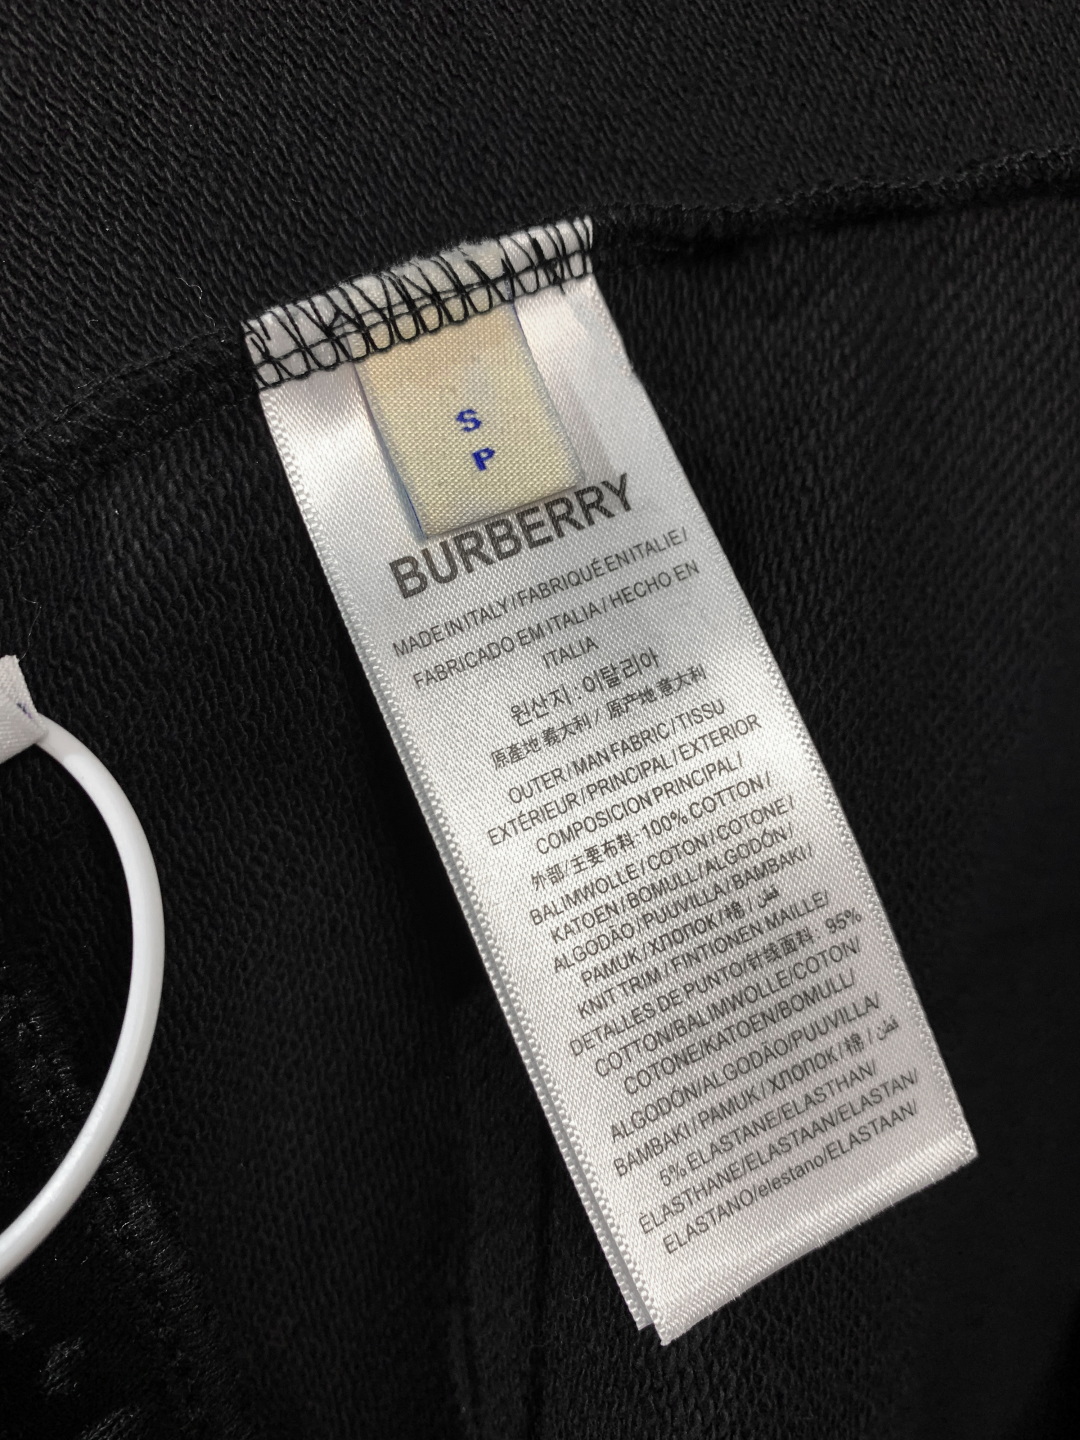 S
P
BURBERRY
MADE IN ITALY / FABRIQUÉ EN ITALIE /
FABRICADO EM ITALIA / HECHO EN
ITALIA
원산지 · 이탈리아
原產地 義大利 / 原产地 意大利
OUTER / MAN FABRIC / TISSU
EXTÉRIEUR / PRINCIPAL / EXTERIOR
COMPOSICION PRINCIPAL /
外部 / 主要布料 · 100% COTTON /
BALIMWOLLE / COTON / COTONE /
KATOEN / BOMULL / ALGODÓN /
ALGODÃO / PUUVILLA / BAMBAKI /
PAMUK / ХЛОПОК / 棉 / قطن
KNIT TRIM / FINTIONEN MAILLE /
DETALLES DE PUNTO/针线面料 95%
COTTON/BALIMWOLLE/COTON/
COTONE/KATOEN/BOMULL/
ALGODÓN/ALGODÃO/PUUVILLA/
BAMBAKI / PAMUK / ХЛОПОК / 棉 / قطن
5% ELASTANE/ELASTHAN/
ÉLASTHANE/ELASTAAN/ELASTAN/
ELASTANO/elestano/ELASTAAN/